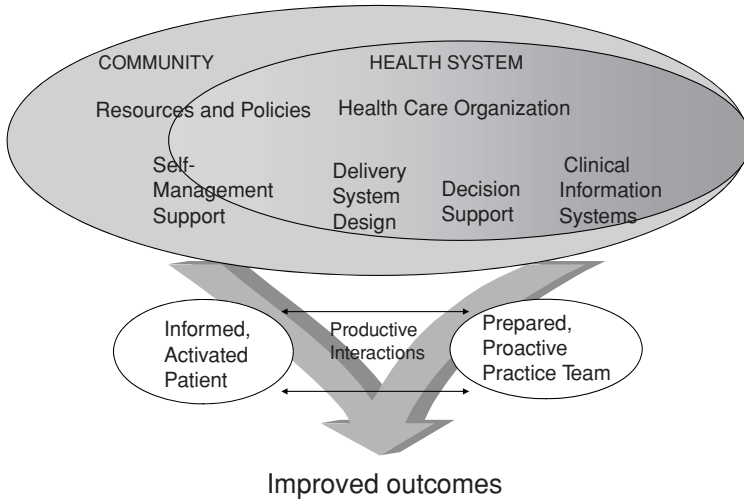 COMMUNITY
HEALTH SYSTEM
Resources and Policies
Health Care Organization
Self-
Management
Support
Delivery
System
Design
Decision
Support
Clinical
Information
Systems
Informed,
Activated
Patient
Productive
Interactions
Prepared,
Proactive
Practice Team
Improved outcomes